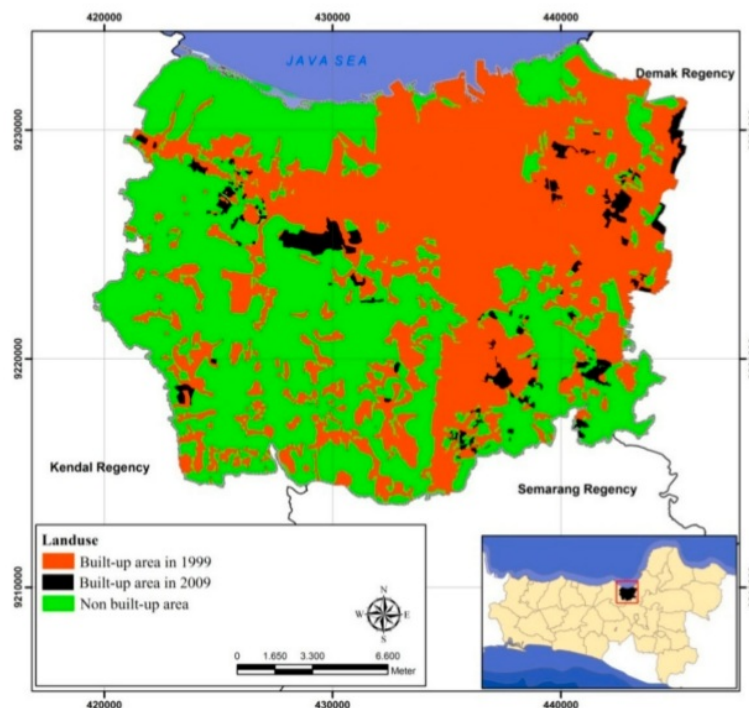 420000 430000 440000
JAVA SEA
Demak Regency
9230000
9220000
Kendal Regency
Semarang Regency
Landuse
Built-up area in 1999
Built-up area in 2009
Non built-up area
N
W E
S
0 1.650 3.300 6.600
Meter
9210000
420000 430000 440000